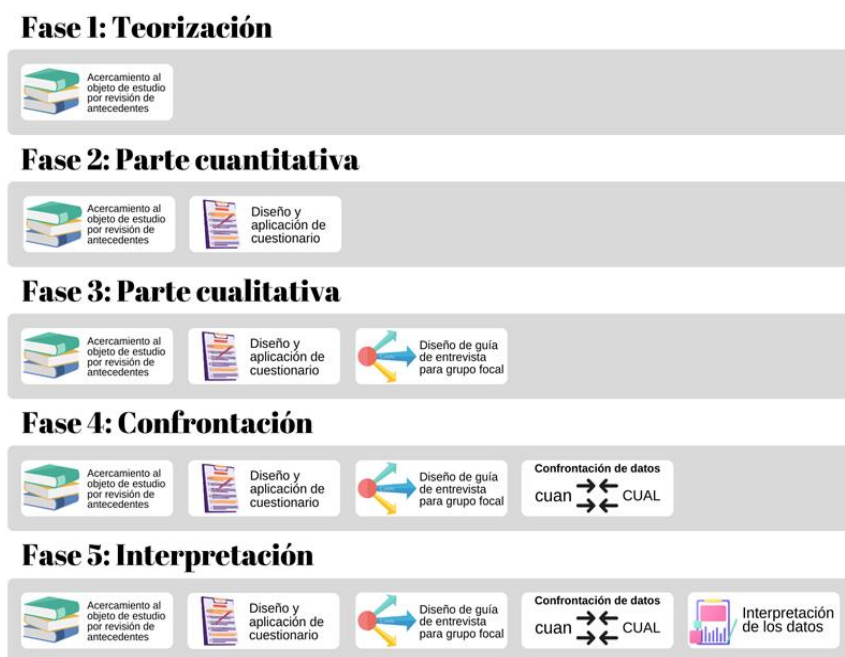 Fase 1: Teorización
Acercamiento al
objeto de estudio
por revisión de
antecedentes
Fase 2: Parte cuantitativa
Acercamiento al
objeto de estudio
por revisión de
antecedentes
Diseño y
aplicación de
cuestionario
Fase 3: Parte cualitativa
Acercamiento al
objeto de estudio
por revisión de
antecedentes
Diseño y
aplicación de
cuestionario
Diseño de guía
de entrevista
para grupo focal
Fase 4: Confrontación
Acercamiento al
objeto de estudio
por revisión de
antecedentes
Diseño y
aplicación de
cuestionario
Diseño de guía
de entrevista
para grupo focal
Confrontación de datos
cuan CUAL
Fase 5: Interpretación
Acercamiento al
objeto de estudio
por revisión de
antecedentes
Diseño y
aplicación de
cuestionario
Diseño de guía
de entrevista
para grupo focal
Confrontación de datos
cuan CUAL
Interpretación
de los datos